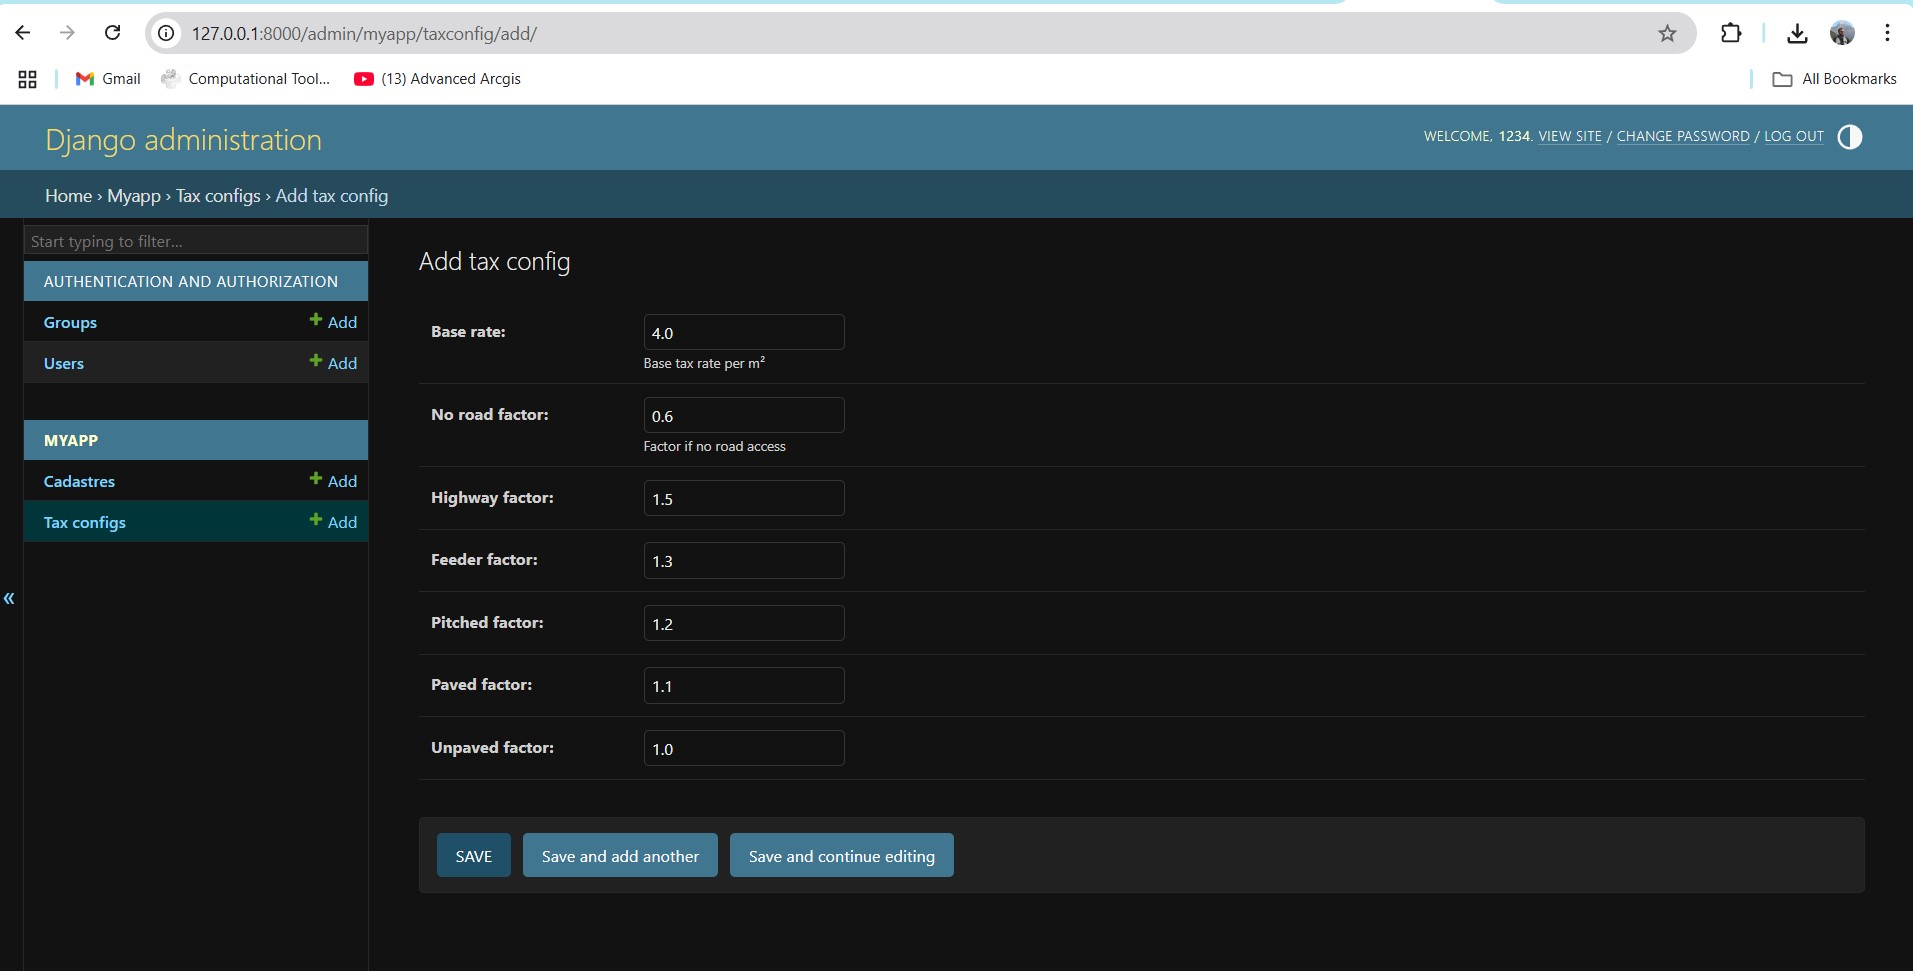 127.0.0.1:8000/admin/myapp/taxconfig/add/
Gmail
Computational Tool...
(13) Advanced Arcgis
All Bookmarks
Django administration
WELCOME, 1234. VIEW SITE / CHANGE PASSWORD / LOG OUT
Home › Myapp › Tax configs › Add tax config
Start typing to filter...
AUTHENTICATION AND AUTHORIZATION
Groups + Add
Users + Add
MYAPP
Cadastres + Add
Tax configs + Add
«
Add tax config
Base rate: 4.0
Base tax rate per m²
No road factor: 0.6
Factor if no road access
Highway factor: 1.5
Feeder factor: 1.3
Pitched factor: 1.2
Paved factor: 1.1
Unpaved factor: 1.0
SAVE
Save and add another
Save and continue editing